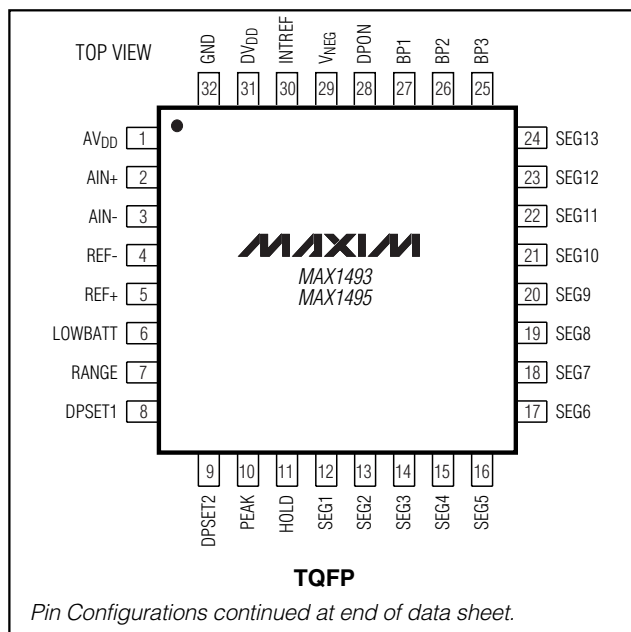 TOP VIEW
GND
DVDD
INTREF
VNEG
DPON
BP1
BP2
BP3
32 31 30 29 28 27 26 25
AVDD 1
AIN+ 2
AIN- 3
REF- 4
REF+ 5
LOWBATT 6
RANGE 7
DPSET1 8
MAXIM
MAX1493
MAX1495
24 SEG13
23 SEG12
22 SEG11
21 SEG10
20 SEG9
19 SEG8
18 SEG7
17 SEG6
9 10 11 12 13 14 15 16
DPSET2
PEAK
HOLD
SEG1
SEG2
SEG3
SEG4
SEG5
TQFP
Pin Configurations continued at end of data sheet.